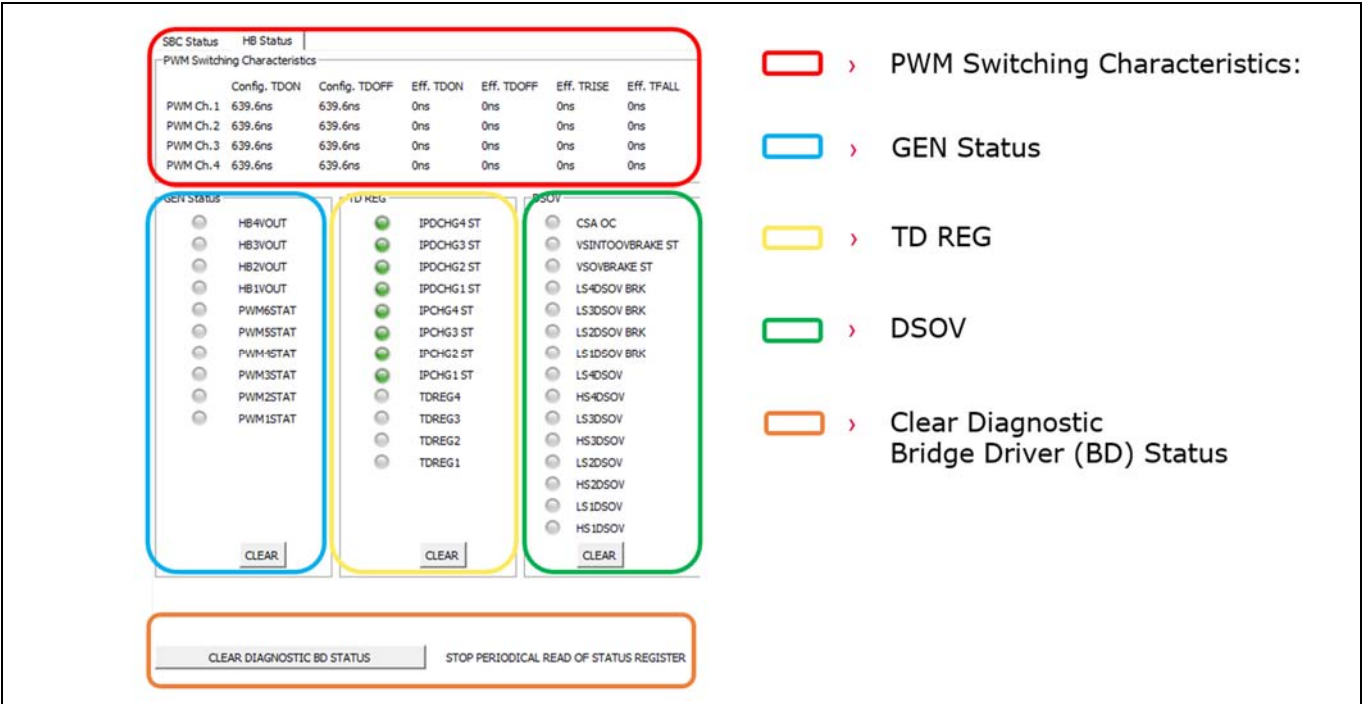 SBC Status HB Status
PWM Switching Characteristics
Config. TDON Config. TDOFF Eff. TDON Eff. TDOFF Eff. TRISE Eff. TFALL
PWM Ch.1 639.6ns 639.6ns 0ns 0ns 0ns 0ns
PWM Ch.2 639.6ns 639.6ns 0ns 0ns 0ns 0ns
PWM Ch.3 639.6ns 639.6ns 0ns 0ns 0ns 0ns
PWM Ch.4 639.6ns 639.6ns 0ns 0ns 0ns 0ns
GEN Status
HB4VOUT
HB3VOUT
HB2VOUT
HB1VOUT
PWM6STAT
PWM5STAT
PWM4STAT
PWM3STAT
PWM2STAT
PWM1STAT
CLEAR
TD REG
IPDCHG4 ST
IPDCHG3 ST
IPDCHG2 ST
IPDCHG1 ST
IPCHG4 ST
IPCHG3 ST
IPCHG2 ST
IPCHG1 ST
TDREG4
TDREG3
TDREG2
TDREG1
CLEAR
DSOV
CSA OC
VSINTOOVBRAKE ST
VSOVBRAKE ST
LS4DSOV BRK
LS3DSOV BRK
LS2DSOV BRK
LS1DSOV BRK
LS4DSOV
HS4DSOV
LS3DSOV
HS3DSOV
LS2DSOV
HS2DSOV
LS1DSOV
HS1DSOV
CLEAR
CLEAR DIAGNOSTIC BD STATUS STOP PERIODICAL READ OF STATUS REGISTER
› PWM Switching Characteristics:
› GEN Status
› TD REG
› DSOV
› Clear Diagnostic
Bridge Driver (BD) Status